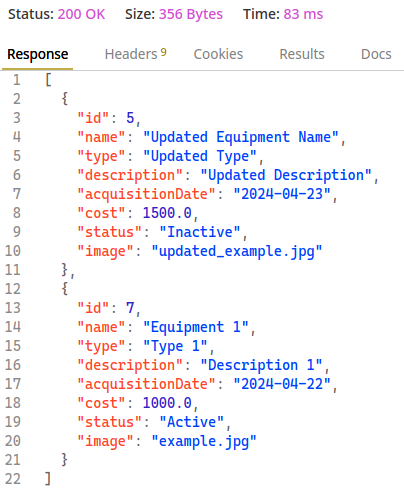 Status: 200 OK Size: 356 Bytes Time: 83 ms
Response Headers 9 Cookies Results Docs
1 [
2 {
3 "id": 5,
4 "name": "Updated Equipment Name",
5 "type": "Updated Type",
6 "description": "Updated Description",
7 "acquisitionDate": "2024-04-23",
8 "cost": 1500.0,
9 "status": "Inactive",
10 "image": "updated_example.jpg"
11 },
12 {
13 "id": 7,
14 "name": "Equipment 1",
15 "type": "Type 1",
16 "description": "Description 1",
17 "acquisitionDate": "2024-04-22",
18 "cost": 1000.0,
19 "status": "Active",
20 "image": "example.jpg"
21 }
22 ]